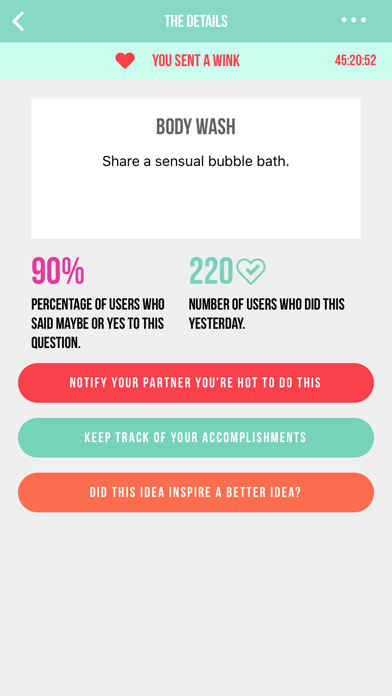 THE DETAILS
YOU SENT A WINK
45:20:52
BODY WASH
Share a sensual bubble bath.
90%
PERCENTAGE OF USERS WHO
SAID MAYBE OR YES TO THIS
QUESTION.
220
NUMBER OF USERS WHO DID THIS
YESTERDAY.
NOTIFY YOUR PARTNER YOU'RE HOT TO DO THIS
KEEP TRACK OF YOUR ACCOMPLISHMENTS
DID THIS IDEA INSPIRE A BETTER IDEA?